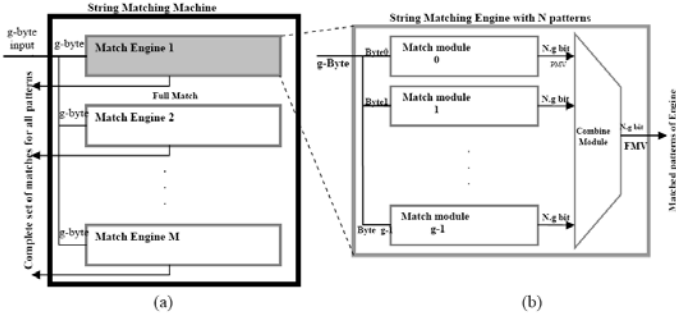 String Matching Machine
g-byte
input
g-byte
Match Engine 1
Full Match
g-byte
Match Engine 2
g-byte
Match Engine M
Complete set of matches for all patterns
(a)
String Matching Engine with N patterns
g-Byte
Byte0
Match module
0
N.g bit
PMV
Byte1
Match module
1
N.g bit
Combine
Module
N.g bit
FMV
Byte g-1
Match module
g-1
N.g bit
Matched patterns of Engine
(b)